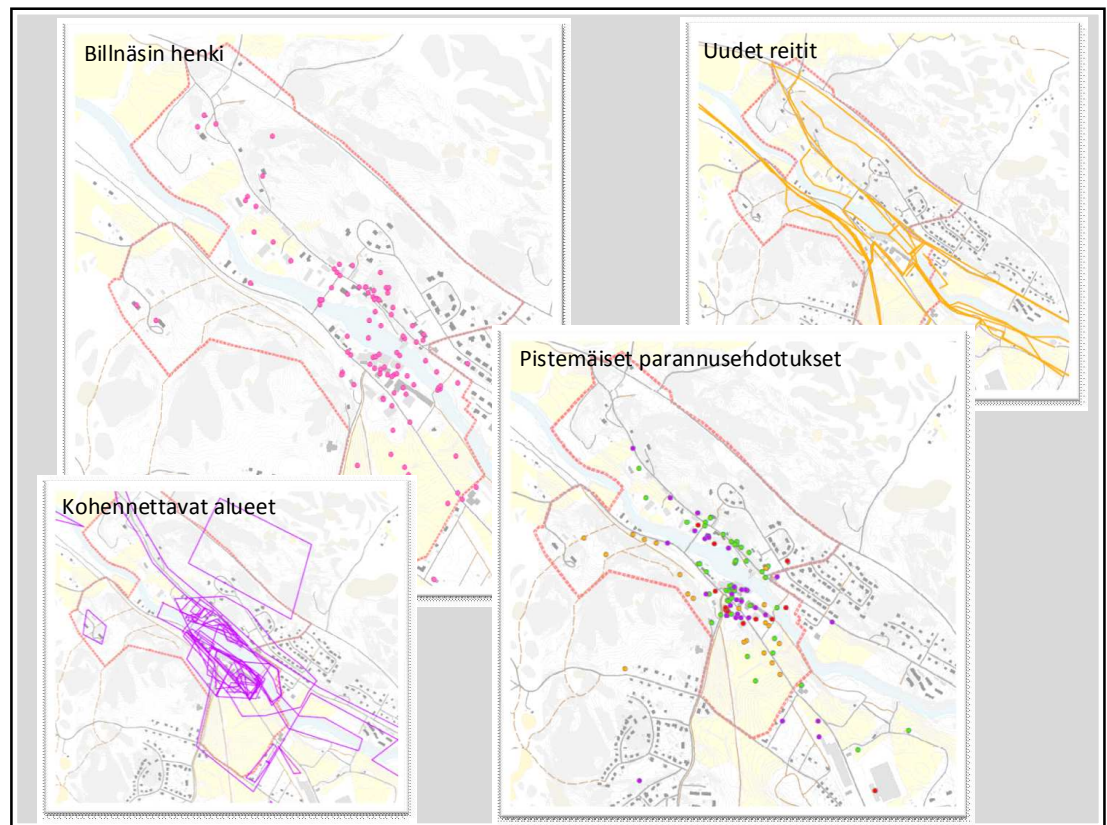 Billnäsin henki
Uudet reitit
Pistemäiset parannusehdotukset
Kohennettavat alueet